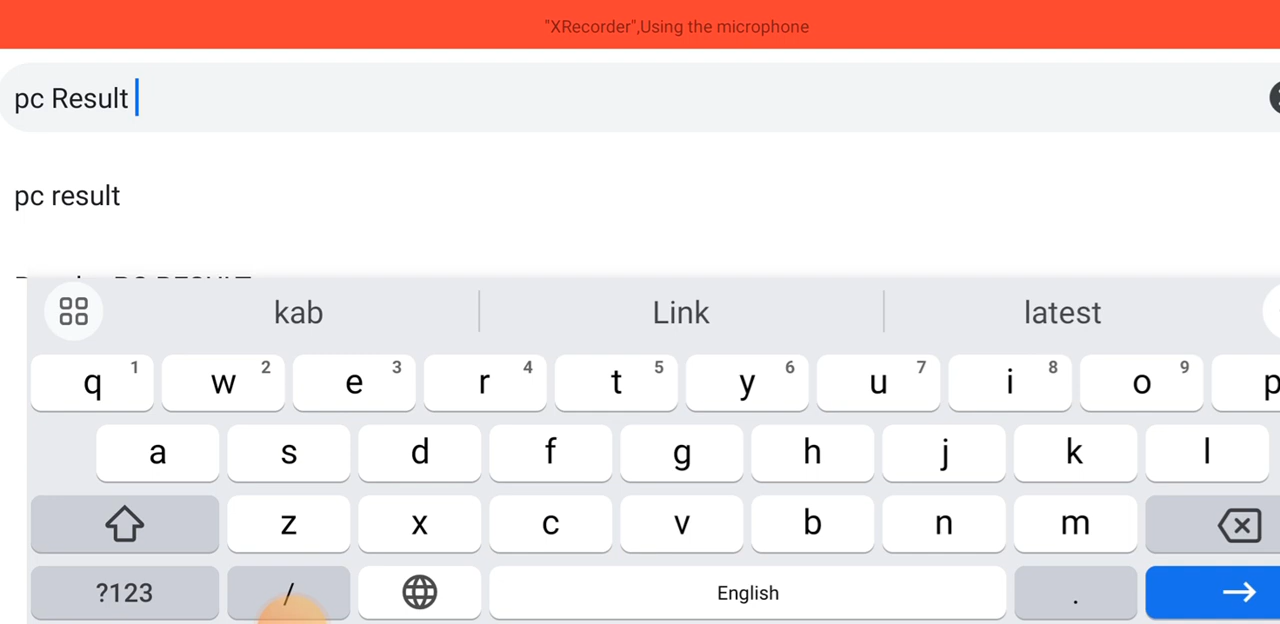 "XRecorder",Using the microphone
pc Result
pc result
kab Link latest
q 1 w 2 e 3 r 4 t 5 y 6 u 7 i 8 o 9 p
a s d f g h j k l
z x c v b n m
?123 / English .